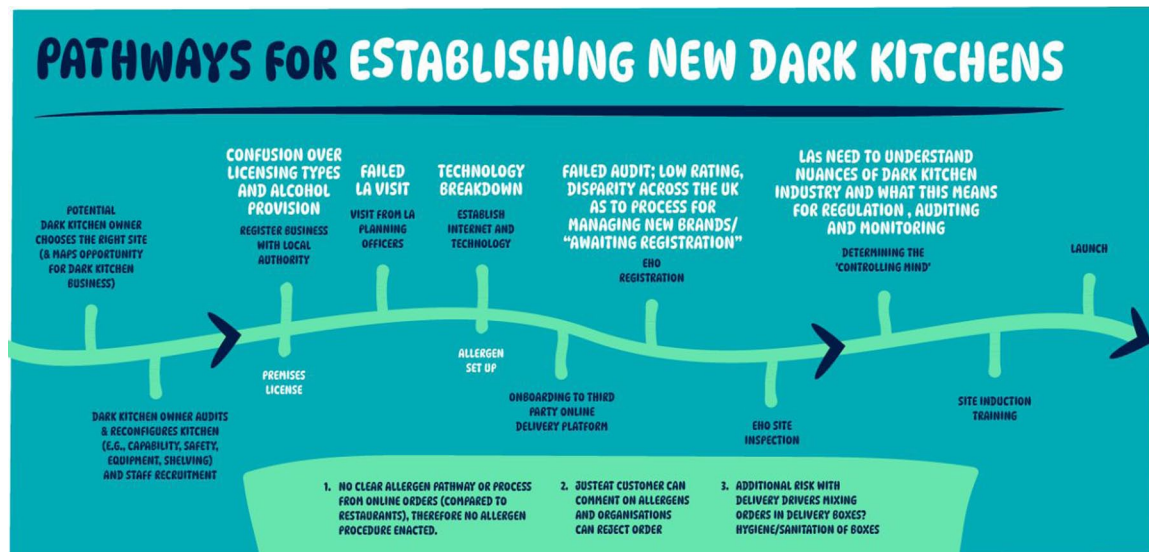 PATHWAYS FOR ESTABLISHING NEW DARK KITCHENS
POTENTIAL
DARK KITCHEN OWNER
CHOOSES THE RIGHT SITE
(& MAPS OPPORTUNITY
FOR DARK KITCHEN
BUSINESS)
DARK KITCHEN OWNER AUDITS
& RECONFIGURES KITCHEN
(E.G., CAPABILITY, SAFETY,
EQUIPMENT, SHELVING)
AND STAFF RECRUITMENT
CONFUSION OVER
LICENSING TYPES
AND ALCOHOL
PROVISION
REGISTER BUSINESS
WITH LOCAL
AUTHORITY
PREMISES
LICENSE
FAILED
LA VISIT
VISIT FROM LA
PLANNING
OFFICERS
TECHNOLOGY
BREAKDOWN
ESTABLISH
INTERNET AND
TECHNOLOGY
ALLERGEN
SET UP
ONBOARDING TO THIRD
PARTY ONLINE
DELIVERY PLATFORM
FAILED AUDIT; LOW RATING,
DISPARITY ACROSS THE UK
AS TO PROCESS FOR
MANAGING NEW BRANDS/
“AWAITING REGISTRATION”
EHO
REGISTRATION
EHO SITE
INSPECTION
LAs NEED TO UNDERSTAND
NUANCES OF DARK KITCHEN
INDUSTRY AND WHAT THIS MEANS
FOR REGULATION , AUDITING
AND MONITORING
DETERMINING THE
‘CONTROLLING MIND’
SITE INDUCTION
TRAINING
LAUNCH
1. NO CLEAR ALLERGEN PATHWAY OR PROCESS
FROM ONLINE ORDERS (COMPARED TO
RESTAURANTS), THEREFORE NO ALLERGEN
PROCEDURE ENACTED.
2. JUSTEAT CUSTOMER CAN
COMMENT ON ALLERGENS
AND ORGANISATIONS
CAN REJECT ORDER
3. ADDITIONAL RISK WITH
DELIVERY DRIVERS MIXING
ORDERS IN DELIVERY BOXES?
HYGIENE/SANITATION OF BOXES